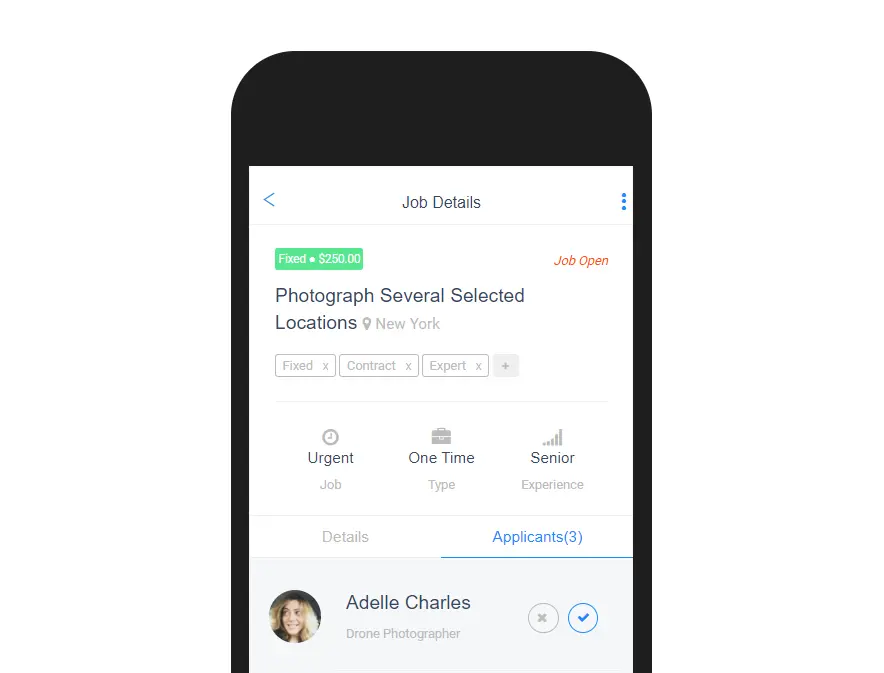 Job Details
Fixed ● $250.00
Job Open
Photograph Several Selected
Locations New York
Fixed x Contract x Expert x +
Urgent One Time Senior
Job Type Experience
Details Applicants(3)
Adelle Charles
Drone Photographer